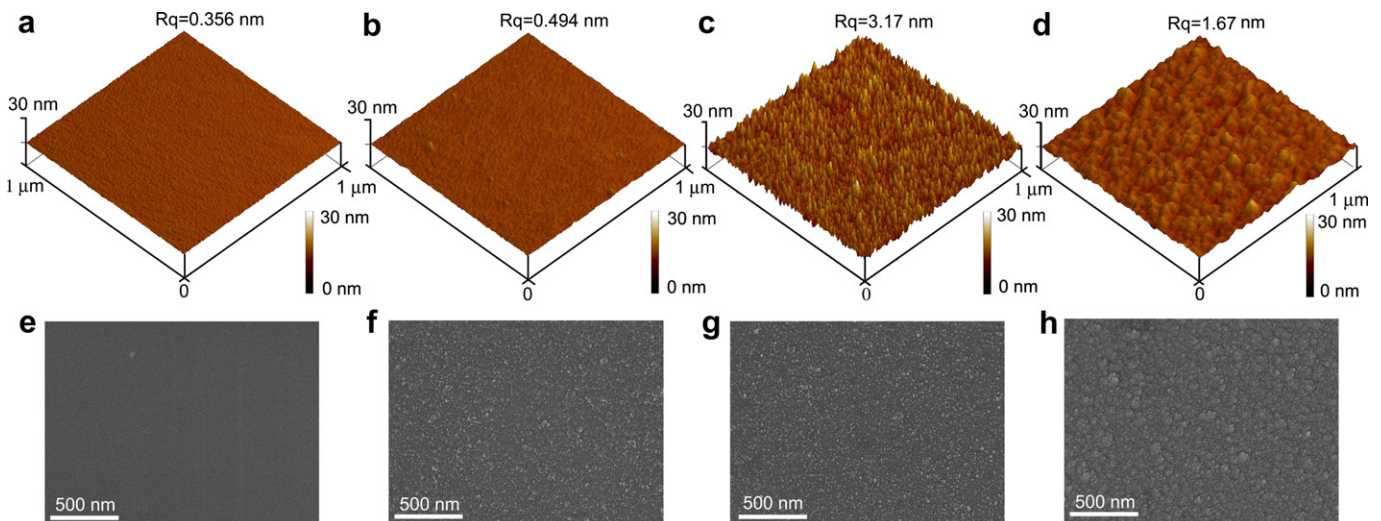 a
Rq=0.356 nm
30 nm
1 μm
1 μm
30 nm
0 nm
0
b
Rq=0.494 nm
30 nm
1 μm
1 μm
30 nm
0 nm
0
c
Rq=3.17 nm
30 nm
1 μm
1 μm
30 nm
0 nm
0
d
Rq=1.67 nm
30 nm
1 μm
1 μm
30 nm
0 nm
0
e
500 nm
f
500 nm
g
500 nm
h
500 nm